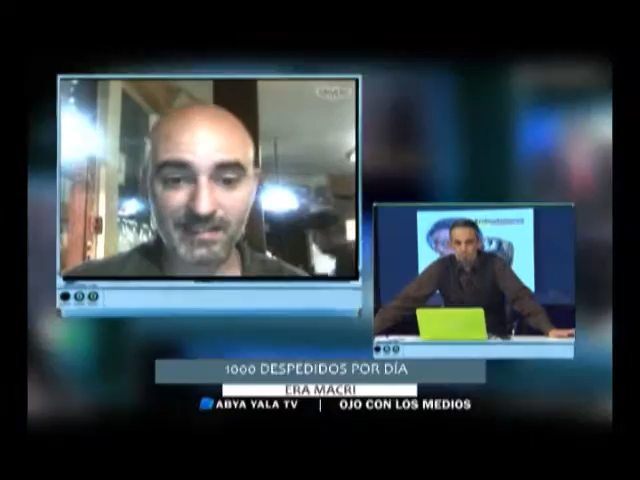 1000 DESPEDIDOS POR DÍA
ERA MACRI
ABYA YALA TV | OJO CON LOS MEDIOS